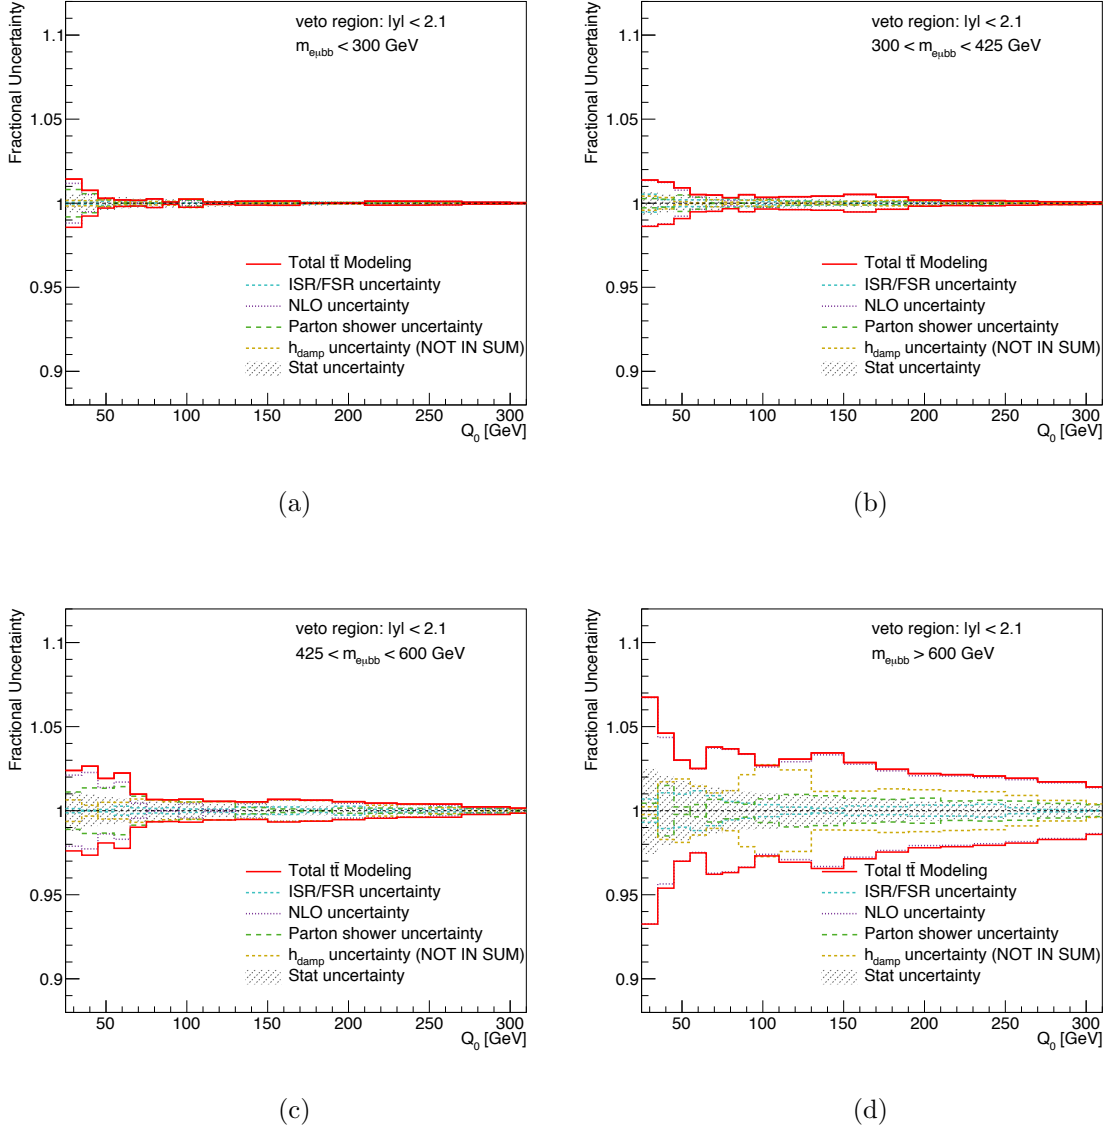 Fractional Uncertainty
veto region: |y| < 2.1
m_eμbb < 300 GeV
1.1
1.05
1
0.95
0.9
Total tt̄ Modeling
ISR/FSR uncertainty
NLO uncertainty
Parton shower uncertainty
h_damp uncertainty (NOT IN SUM)
Stat uncertainty
50 100 150 200 250 300
Q_0 [GeV]
(a)
Fractional Uncertainty
veto region: |y| < 2.1
300 < m_eμbb < 425 GeV
1.1
1.05
1
0.95
0.9
Total tt̄ Modeling
ISR/FSR uncertainty
NLO uncertainty
Parton shower uncertainty
h_damp uncertainty (NOT IN SUM)
Stat uncertainty
50 100 150 200 250 300
Q_0 [GeV]
(b)
Fractional Uncertainty
veto region: |y| < 2.1
425 < m_eμbb < 600 GeV
1.1
1.05
1
0.95
0.9
Total tt̄ Modeling
ISR/FSR uncertainty
NLO uncertainty
Parton shower uncertainty
h_damp uncertainty (NOT IN SUM)
Stat uncertainty
50 100 150 200 250 300
Q_0 [GeV]
(c)
Fractional Uncertainty
veto region: |y| < 2.1
m_eμbb > 600 GeV
1.1
1.05
1
0.95
0.9
Total tt̄ Modeling
ISR/FSR uncertainty
NLO uncertainty
Parton shower uncertainty
h_damp uncertainty (NOT IN SUM)
Stat uncertainty
50 100 150 200 250 300
Q_0 [GeV]
(d)